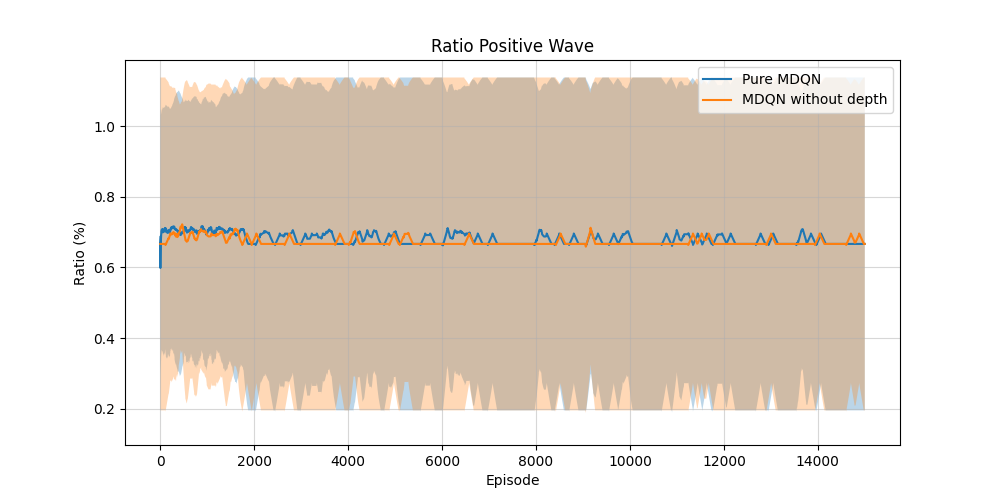 Ratio Positive Wave
Pure MDQN
MDQN without depth
1.0
0.8
0.6
0.4
0.2
Ratio (%)
0 2000 4000 6000 8000 10000 12000 14000
Episode